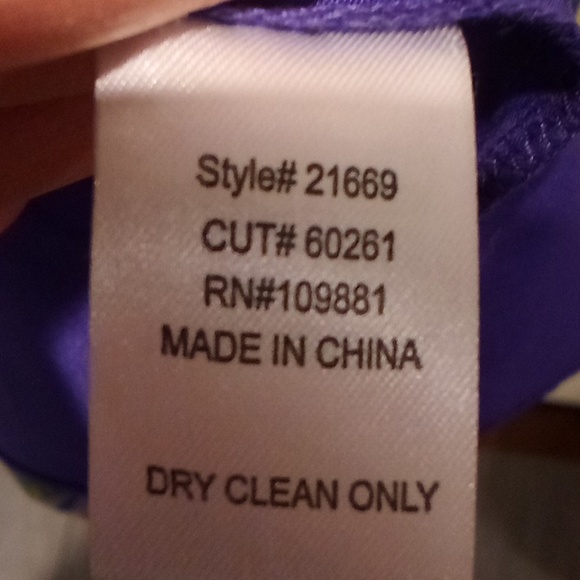 Style# 21669
CUT# 60261
RN#109881
MADE IN CHINA
DRY CLEAN ONLY